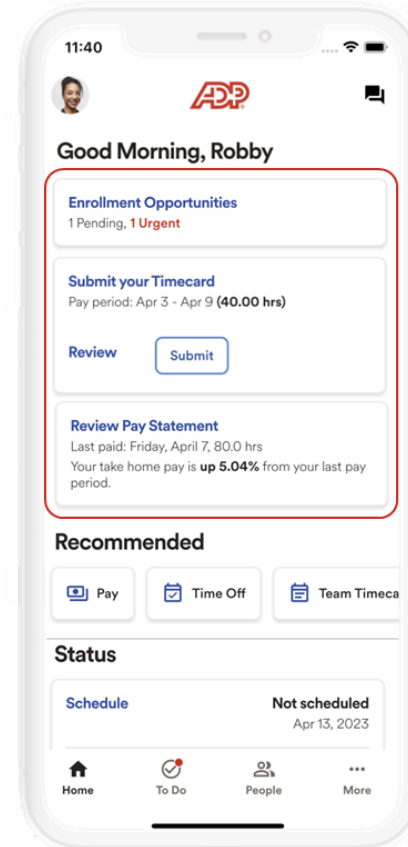 11:40
ADP
Good Morning, Robby
Enrollment Opportunities
1 Pending, 1 Urgent
Submit your Timecard
Pay period: Apr 3 - Apr 9 (40.00 hrs)
Review
Submit
Review Pay Statement
Last paid: Friday, April 7, 80.0 hrs
Your take home pay is up 5.04% from your last pay
period.
Recommended
Pay
Time Off
Team Timeca
Status
Schedule
Not scheduled
Apr 13, 2023
Home
To Do
People
More